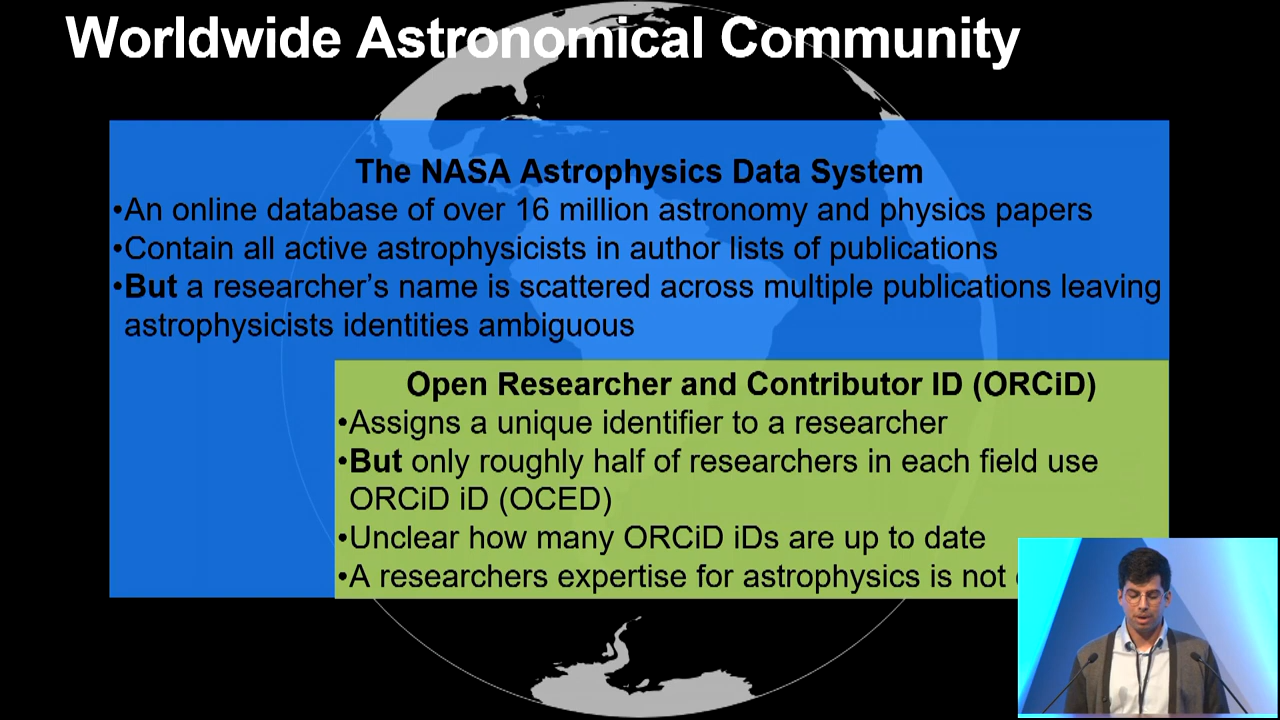 Worldwide Astronomical Community
The NASA Astrophysics Data System
•An online database of over 16 million astronomy and physics papers
•Contain all active astrophysicists in author lists of publications
•But a researcher’s name is scattered across multiple publications leaving
astrophysicists identities ambiguous
Open Researcher and Contributor ID (ORCiD)
•Assigns a unique identifier to a researcher
•But only roughly half of researchers in each field use
ORCiD iD (OCED)
•Unclear how many ORCiD iDs are up to date
•A researchers expertise for astrophysics is not